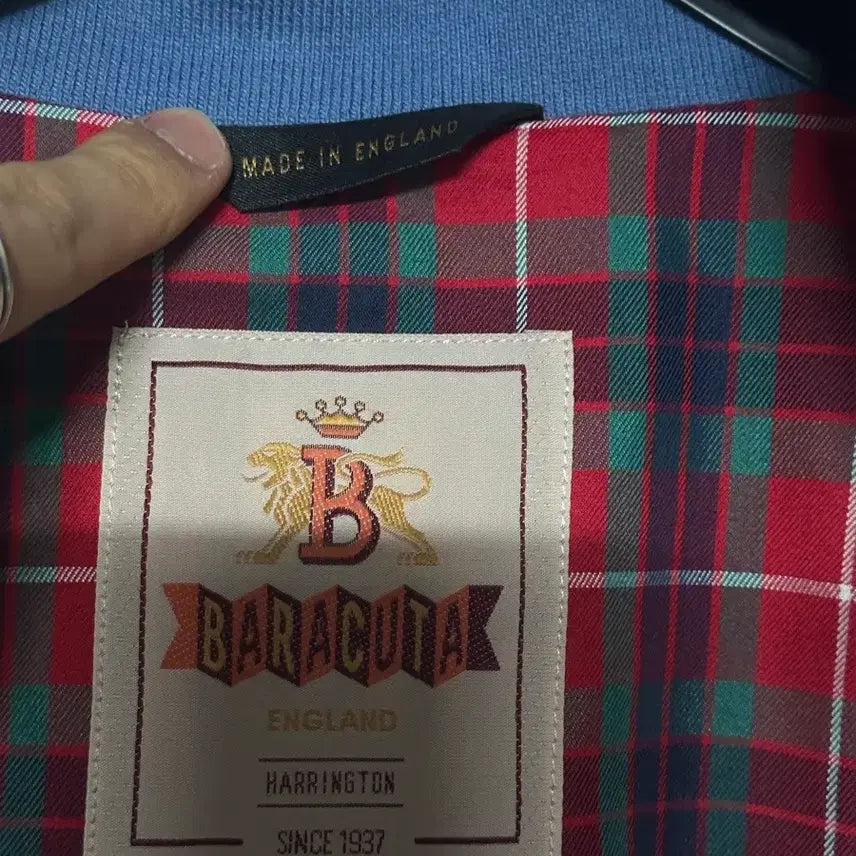 MADE IN ENGLAND
B
BARACUTA
ENGLAND
HARRINGTON
SINCE 1937